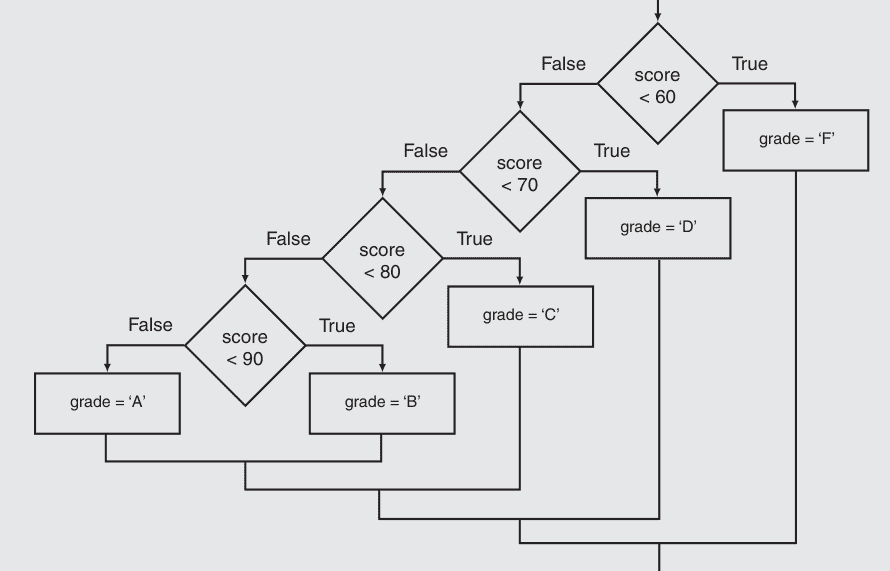 False
True
score
< 60
grade = ‘F’
False
True
score
< 70
grade = ‘D’
False
True
score
< 80
grade = ‘C’
False
True
score
< 90
grade = ‘A’
grade = ‘B’